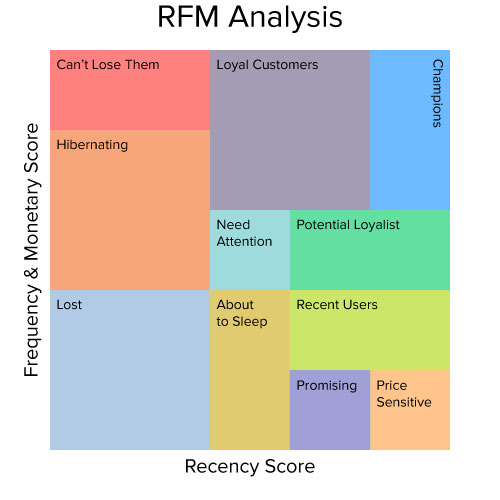 RFM Analysis
Can’t Lose Them
Loyal Customers
Champions
Hibernating
Need
Attention
Potential Loyalist
Lost
About
to Sleep
Recent Users
Promising
Price
Sensitive
Frequency & Monetary Score
Recency Score